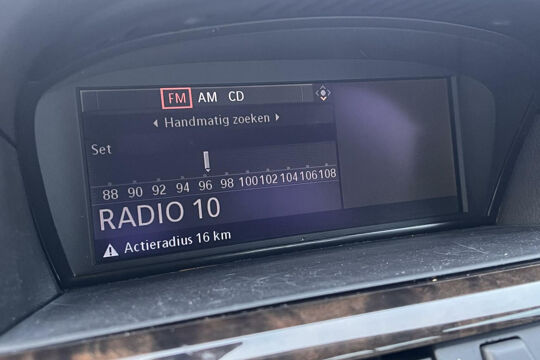 FM AM CD
Handmatig zoeken
Set
88 90 92 94 96 98 100 102 104 106 108
RADIO 10
Actieradius 16 km